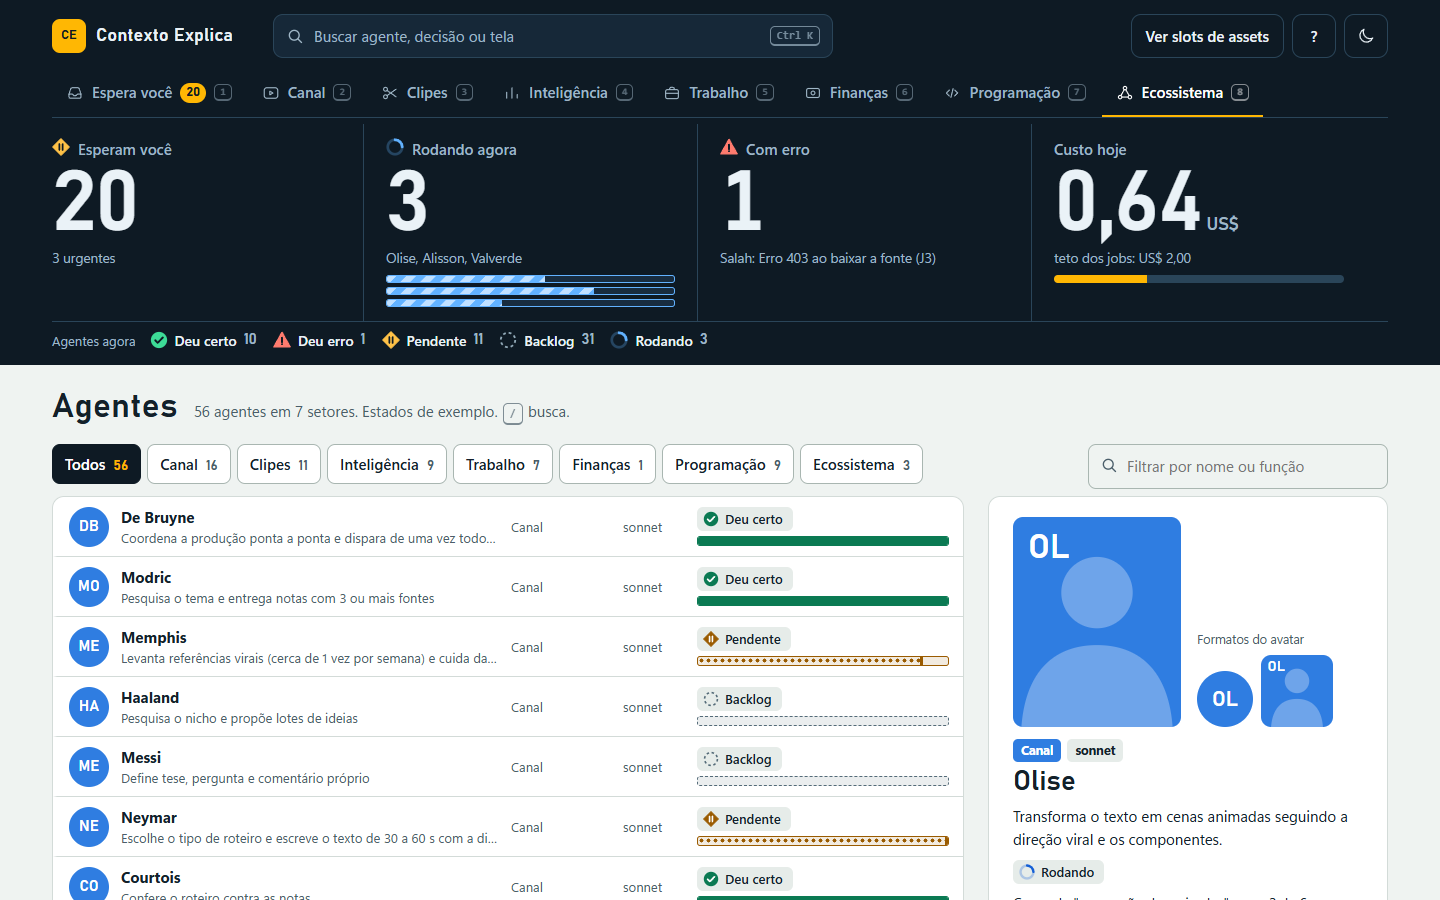 CE Contexto Explica
Buscar agente, decisão ou tela Ctrl K
Ver slots de assets
?
Espera você 20 1
Canal 2
Clipes 3
Inteligência 4
Trabalho 5
Finanças 6
Programação 7
Ecossistema 8
Esperam você
20
3 urgentes
Rodando agora
3
Olise, Alisson, Valverde
Com erro
1
Salah: Erro 403 ao baixar a fonte (J3)
Custo hoje
0,64 US$
teto dos jobs: US$ 2,00
Agentes agora Deu certo 10 Deu erro 1 Pendente 11 Backlog 31 Rodando 3
Agentes 56 agentes em 7 setores. Estados de exemplo. / busca.
Todos 56
Canal 16
Clipes 11
Inteligência 9
Trabalho 7
Finanças 1
Programação 9
Ecossistema 3
Filtrar por nome ou função
DB De Bruyne
Coordena a produção ponta a ponta e dispara de uma vez todo...
Canal sonnet Deu certo
MO Modric
Pesquisa o tema e entrega notas com 3 ou mais fontes
Canal sonnet Deu certo
ME Memphis
Levanta referências virais (cerca de 1 vez por semana) e cuida da...
Canal sonnet Pendente
HA Haaland
Pesquisa o nicho e propõe lotes de ideias
Canal sonnet Backlog
ME Messi
Define tese, pergunta e comentário próprio
Canal sonnet Backlog
NE Neymar
Escolhe o tipo de roteiro e escreve o texto de 30 a 60 s com a di...
Canal sonnet Pendente
CO Courtois
Confere o roteiro contra as notas
Canal sonnet Deu certo
OL
Formatos do avatar
OL
OL
Canal sonnet
Olise
Transforma o texto em cenas animadas seguindo a
direção viral e os componentes.
Rodando